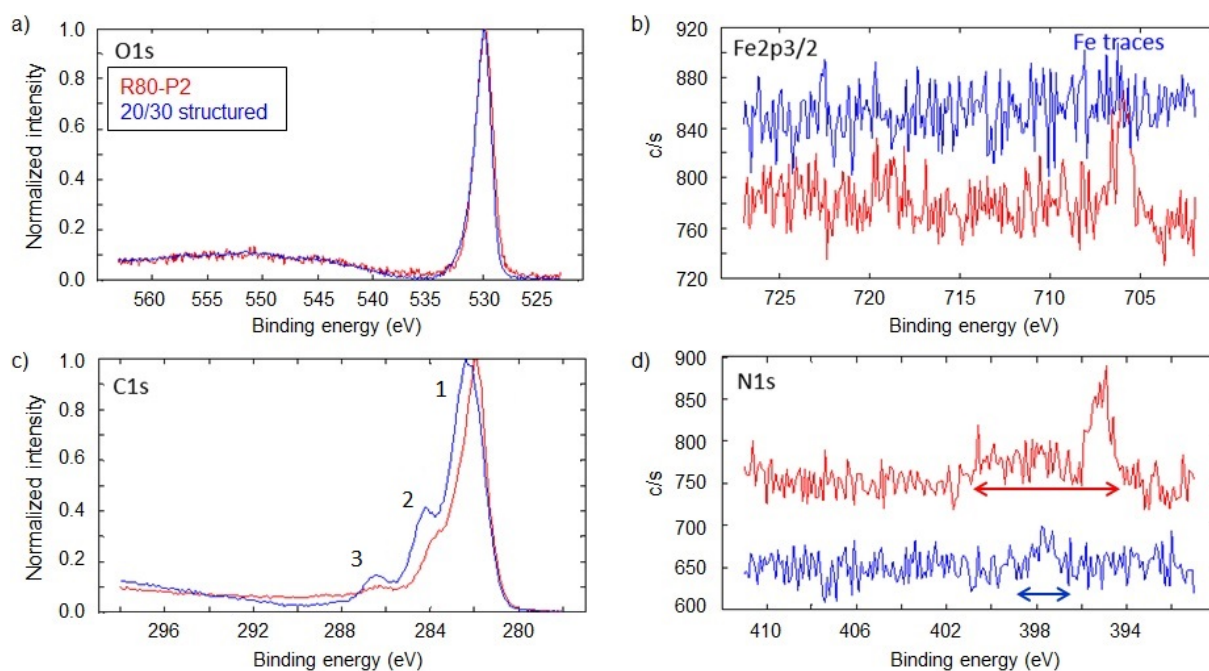 a)
O1s
R80-P2
20/30 structured
1.0
0.8
0.6
0.4
0.2
0.0
Normalized intensity
560 555 550 545 540 535 530 525
Binding energy (eV)
b)
Fe2p3/2
Fe traces
920
880
840
800
760
720
c/s
725 720 715 710 705
Binding energy (eV)
c)
C1s
1
2
3
1.0
0.8
0.6
0.4
0.2
0.0
Normalized intensity
296 292 288 284 280
Binding energy (eV)
d)
N1s
900
850
800
750
700
650
600
c/s
410 406 402 398 394
Binding energy (eV)